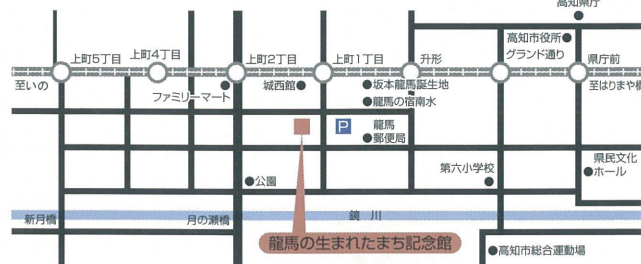 高知県庁
高知市役所
上町5丁目
上町4丁目
上町2丁目
上町1丁目
升形
グランド通り
県庁前
至いの
ファミリーマート
城西館
坂本龍馬誕生地
至はりまや橋
龍馬の宿南水
P
龍馬
郵便局
県民文化
ホール
公園
第六小学校
新月橋
月の瀬橋
鏡川
龍馬の生まれたまち記念館
高知市総合運動場